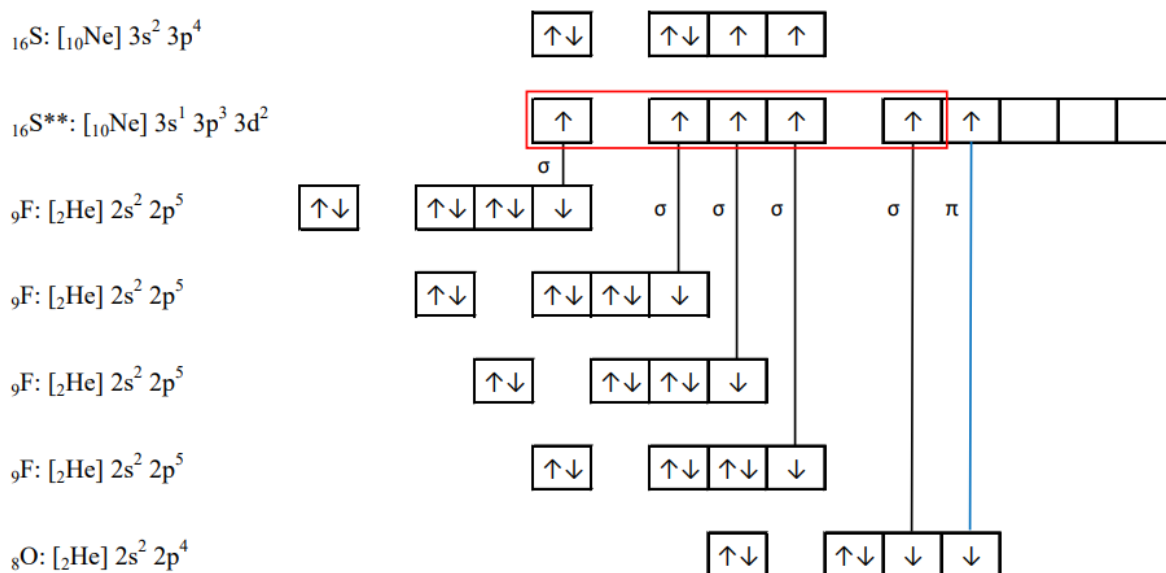 ₁₆S: [₁₀Ne] 3s² 3p⁴ ↑↓ ↑↓ ↑ ↑
₁₆S**: [₁₀Ne] 3s¹ 3p³ 3d² ↑ ↑ ↑ ↑ ↑ ↑
σ
₉F: [₂He] 2s² 2p⁵ ↑↓ ↑↓ ↑↓ ↓ σ σ σ σ π
₉F: [₂He] 2s² 2p⁵ ↑↓ ↑↓ ↑↓ ↓
₉F: [₂He] 2s² 2p⁵ ↑↓ ↑↓ ↑↓ ↓
₉F: [₂He] 2s² 2p⁵ ↑↓ ↑↓ ↑↓ ↓
₈O: [₂He] 2s² 2p⁴ ↑↓ ↑↓ ↓ ↓